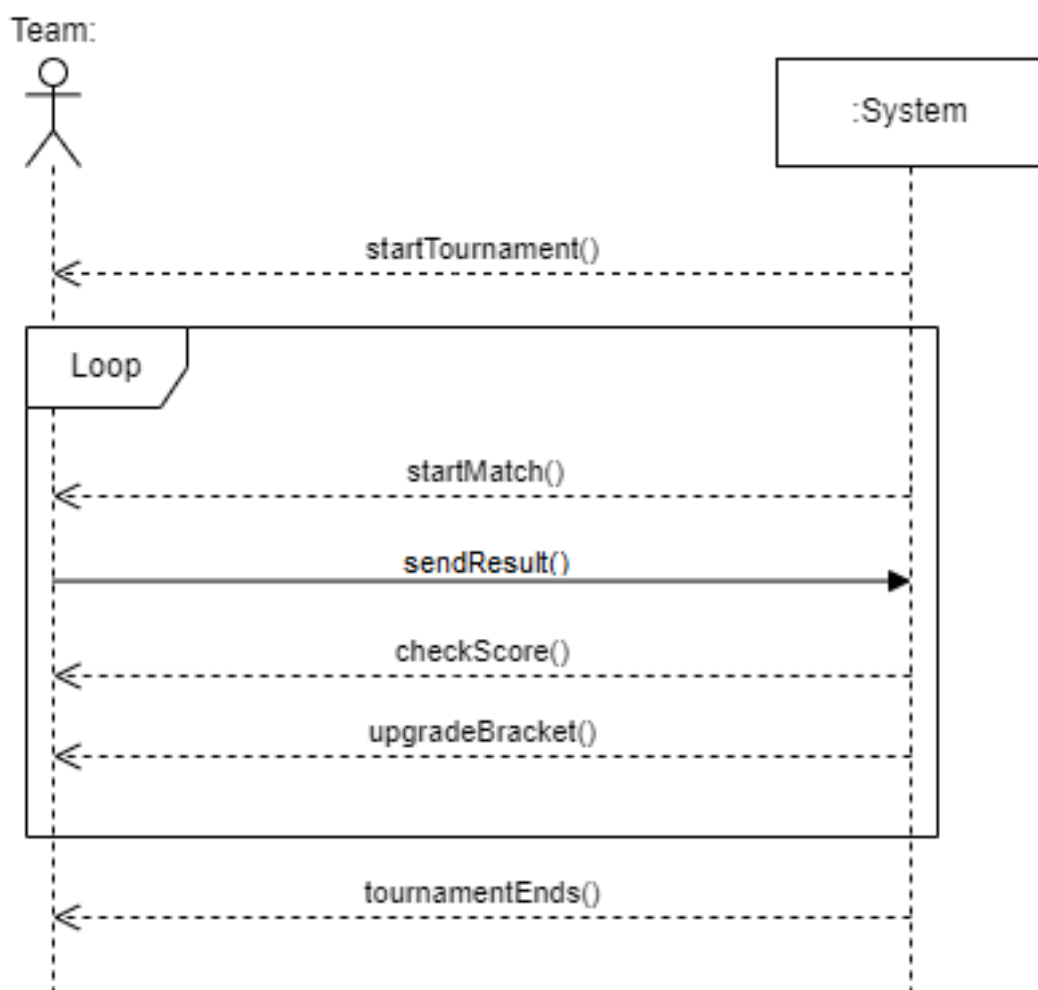 Team:
:System
startTournament()
Loop
startMatch()
sendResult()
checkScore()
upgradeBracket()
tournamentEnds()